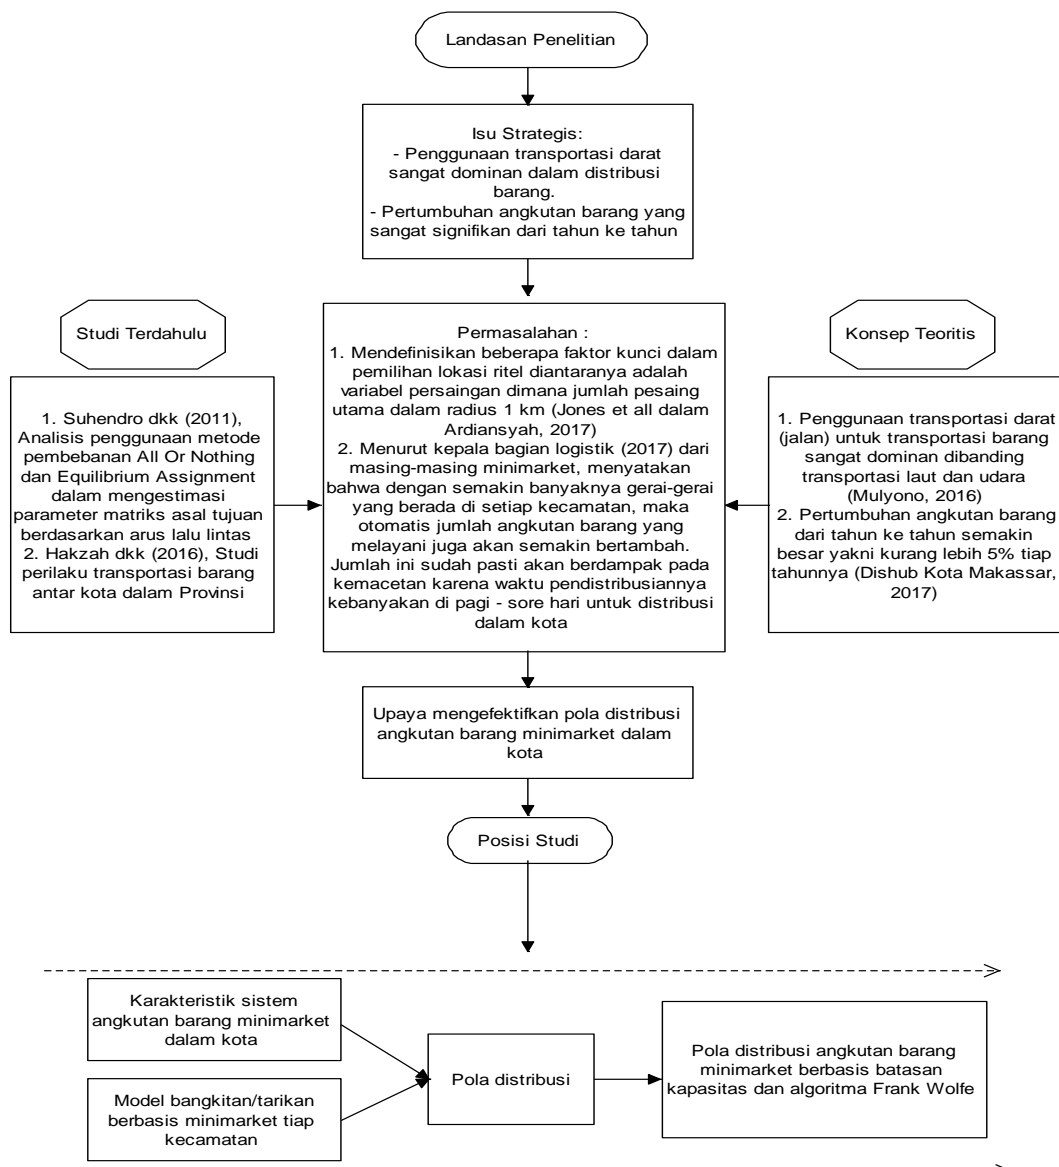 Landasan Penelitian
Isu Strategis:
- Penggunaan transportasi darat
sangat dominan dalam distribusi
barang.
- Pertumbuhan angkutan barang yang
sangat signifikan dari tahun ke tahun
Studi Terdahulu
1. Suhendro dkk (2011),
Analisis penggunaan metode
pembebanan All Or Nothing
dan Equilibrium Assignment
dalam mengestimasi
parameter matriks asal tujuan
berdasarkan arus lalu lintas
2. Hakzah dkk (2016), Studi
perilaku transportasi barang
antar kota dalam Provinsi
Permasalahan :
1. Mendefinisikan beberapa faktor kunci dalam
pemilihan lokasi ritel diantaranya adalah
variabel persaingan dimana jumlah pesaing
utama dalam radius 1 km (Jones et all dalam
Ardiansyah, 2017)
2. Menurut kepala bagian logistik (2017) dari
masing-masing minimarket, menyatakan
bahwa dengan semakin banyaknya gerai-gerai
yang berada di setiap kecamatan, maka
otomatis jumlah angkutan barang yang
melayani juga akan semakin bertambah.
Jumlah ini sudah pasti akan berdampak pada
kemacetan karena waktu pendistribusiannya
kebanyakan di pagi - sore hari untuk distribusi
dalam kota
Konsep Teoritis
1. Penggunaan transportasi darat
(jalan) untuk transportasi barang
sangat dominan dibanding
transportasi laut dan udara
(Mulyono, 2016)
2. Pertumbuhan angkutan barang
dari tahun ke tahun semakin
besar yakni kurang lebih 5% tiap
tahunnya (Dishub Kota Makassar,
2017)
Upaya mengefektifkan pola distribusi
angkutan barang minimarket dalam
kota
Posisi Studi
Karakteristik sistem
angkutan barang minimarket
dalam kota
Model bangkitan/tarikan
berbasis minimarket tiap
kecamatan
Pola distribusi
Pola distribusi angkutan barang
minimarket berbasis batasan
kapasitas dan algoritma Frank Wolfe